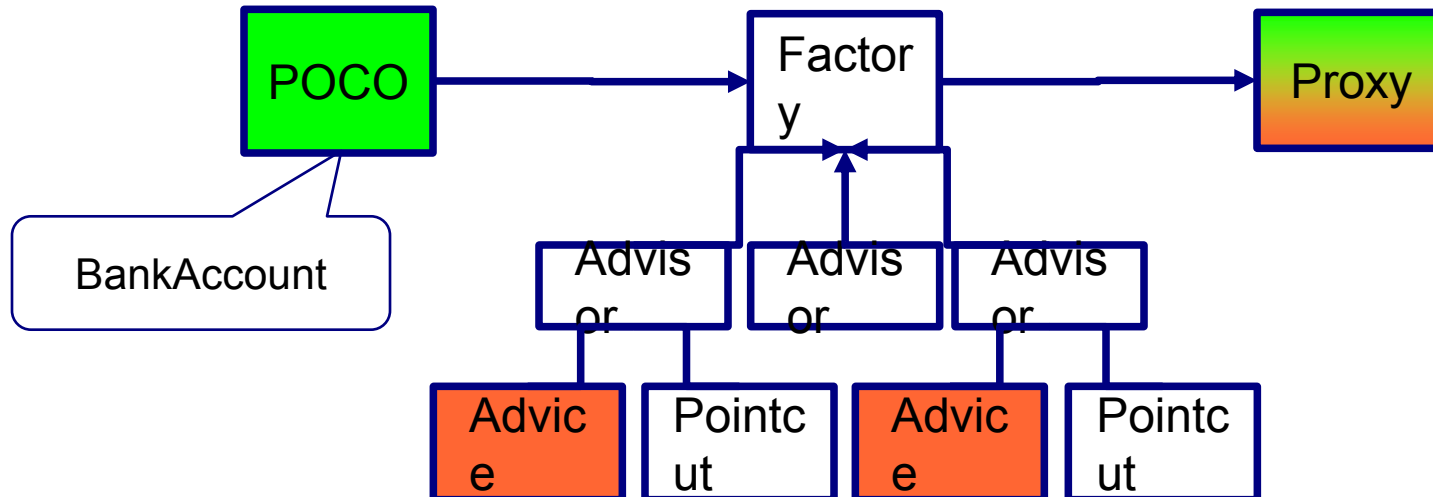 POCO
Factor
y
Proxy
BankAccount
Advis
or
Advis
or
Advis
or
Advic
e
Pointc
ut
Advic
e
Pointc
ut